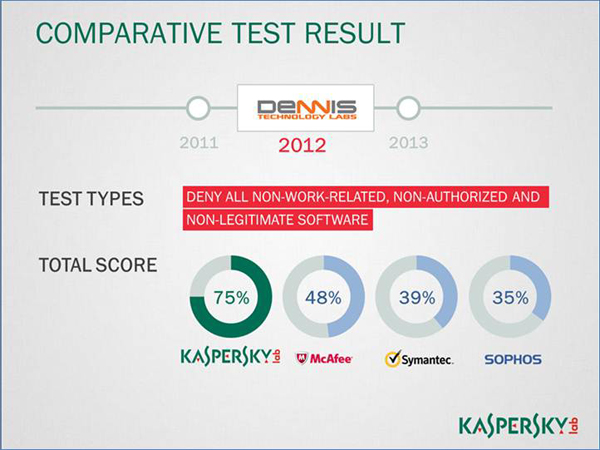 COMPARATIVE TEST RESULT
DENNIS
TECHNOLOGY LABS
2011
2012
2013
TEST TYPES
DENY ALL NON-WORK-RELATED, NON-AUTHORIZED AND
NON-LEGITIMATE SOFTWARE
TOTAL SCORE
75%
48%
39%
35%
KASPERSKY lab
McAfee
Symantec.
SOPHOS
KASPERSKY lab